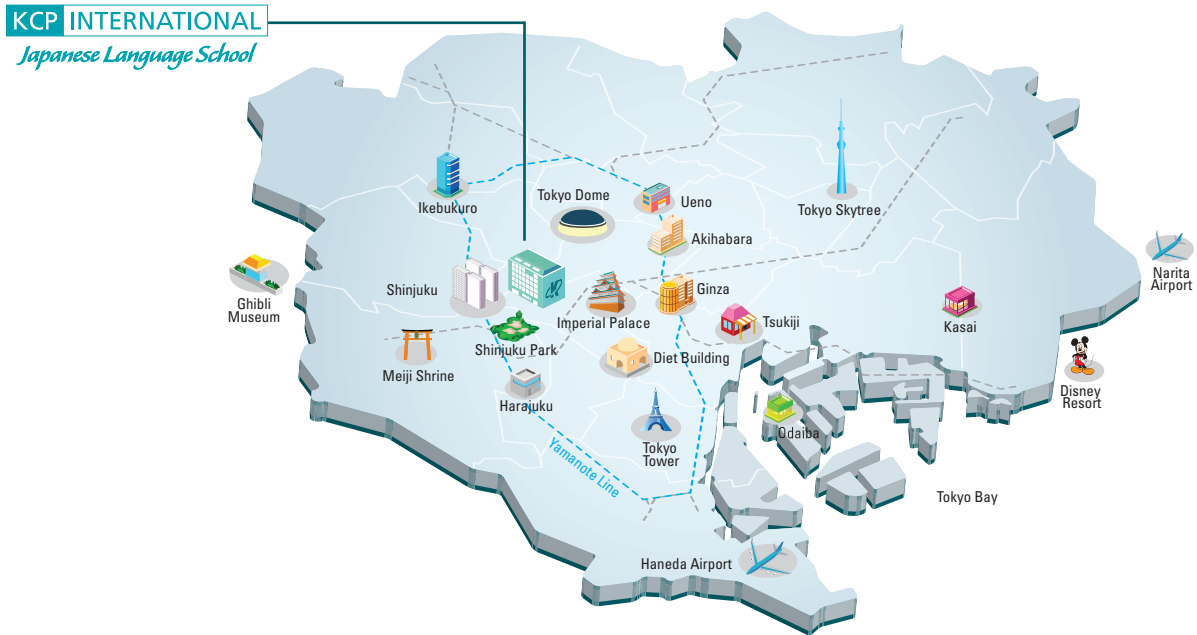 KCP INTERNATIONAL
Japanese Language School
Ikebukuro
Tokyo Dome
Ueno
Tokyo Skytree
Akihabara
Narita
Airport
Ghibli
Museum
Shinjuku
Ginza
Imperial Palace
Tsukiji
Kasai
Shinjuku Park
Diet Building
Meiji Shrine
Disney
Resort
Harajuku
Odaiba
Tokyo
Tower
Yamanote Line
Tokyo Bay
Haneda Airport